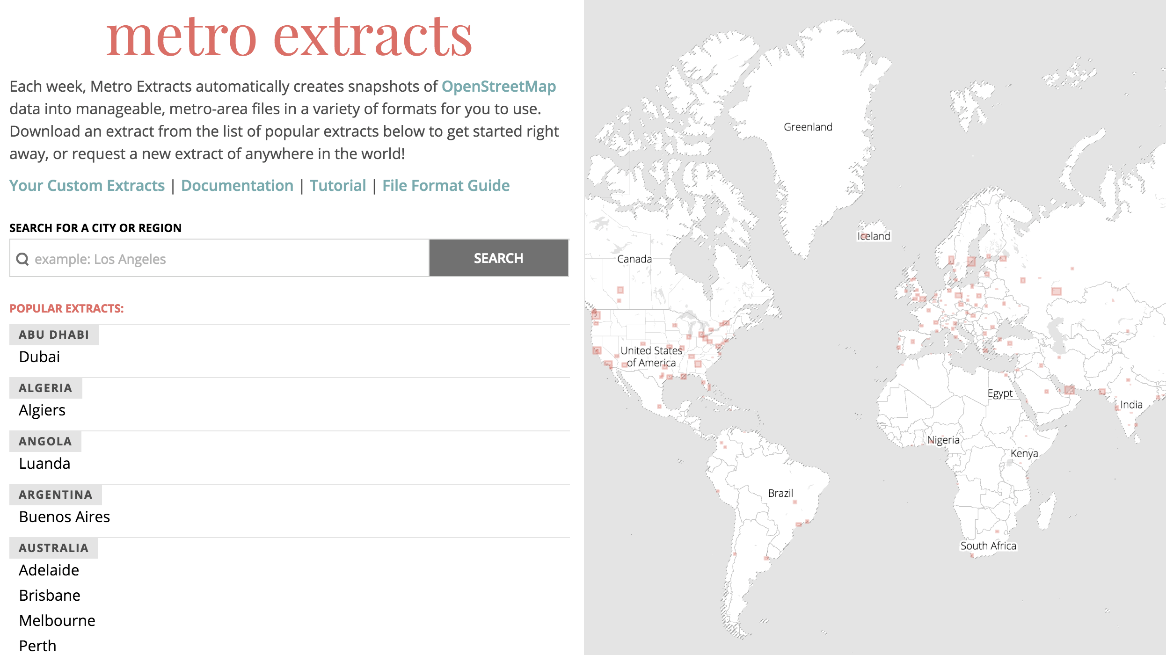 metro extracts
Each week, Metro Extracts automatically creates snapshots of OpenStreetMap
data into manageable, metro-area files in a variety of formats for you to use.
Download an extract from the list of popular extracts below to get started right
away, or request a new extract of anywhere in the world!
Your Custom Extracts | Documentation | Tutorial | File Format Guide
SEARCH FOR A CITY OR REGION
example: Los Angeles
SEARCH
POPULAR EXTRACTS:
ABU DHABI
Dubai
ALGERIA
Algiers
ANGOLA
Luanda
ARGENTINA
Buenos Aires
AUSTRALIA
Adelaide
Brisbane
Melbourne
Perth
Greenland
Iceland
Canada
United States
of America
Egypt
India
Nigeria
Kenya
Brazil
South Africa